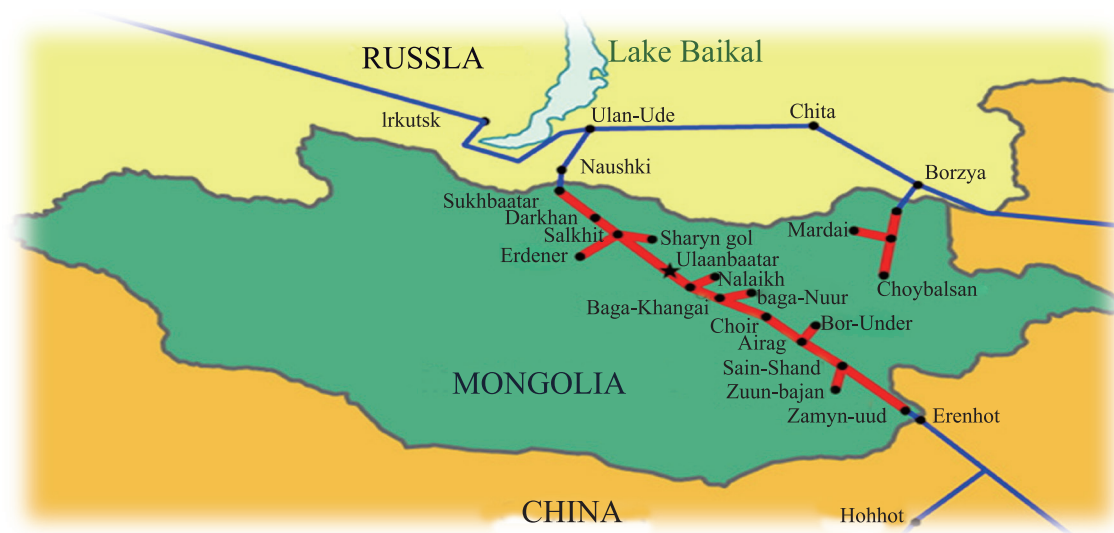 RUSSLA
Lake Baikal
lrkutsk
Ulan-Ude
Chita
Naushki
Borzya
Sukhbaatar
Darkhan
Mardai
Salkhit
Sharyn gol
Erdener
Ulaanbaatar
Nalaikh
Choybalsan
baga-Nuur
Baga-Khangai
Choir
Bor-Under
Airag
Sain-Shand
MONGOLIA
Zuun-bajan
Zamyn-uud
Erenhot
CHINA
Hohhot